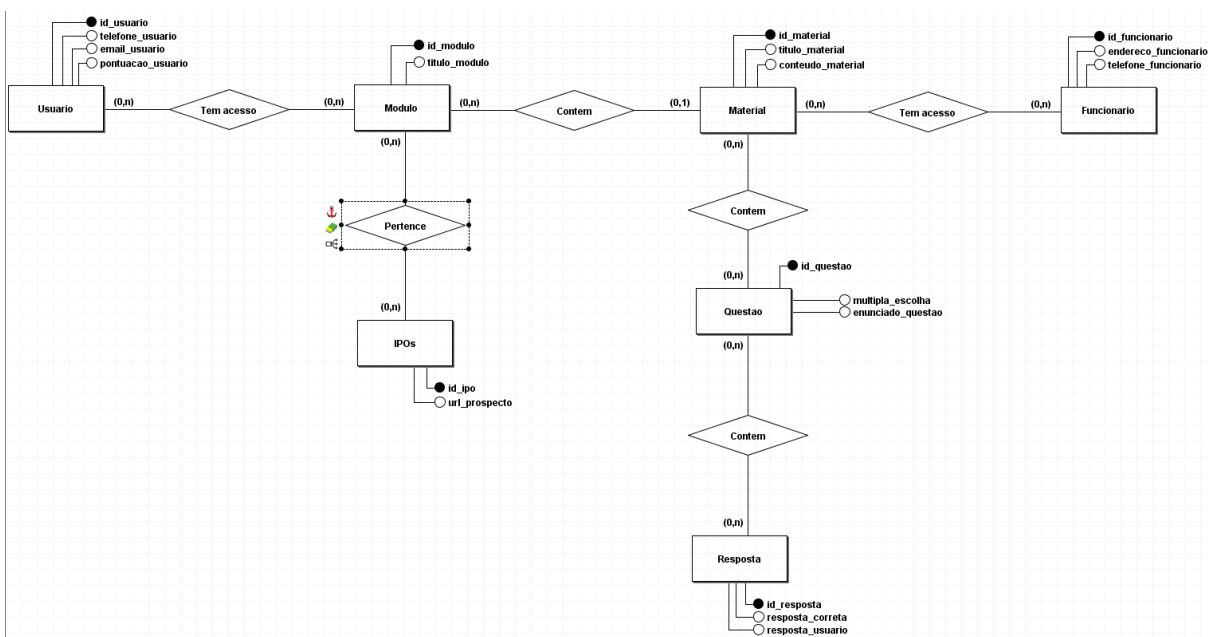 id_usuario
telefone_usuario
email_usuario
pontuacao_usuario
id_modulo
titulo_modulo
id_material
titulo_material
conteudo_material
id_funcionario
endereco_funcionario
telefone_funcionario
Usuario
(0,n)
Tem acesso
(0,n)
Modulo
(0,n)
Contem
(0,1)
Material
(0,n)
Tem acesso
(0,n)
Funcionario
(0,n)
(0,n)
Pertence
Contem
(0,n)
id_questao
(0,n)
Questao
multipla_escolha
enunciado_questao
IPOs
(0,n)
id_ipo
url_prospecto
Contem
(0,n)
Resposta
id_resposta
resposta_correta
resposta_usuario